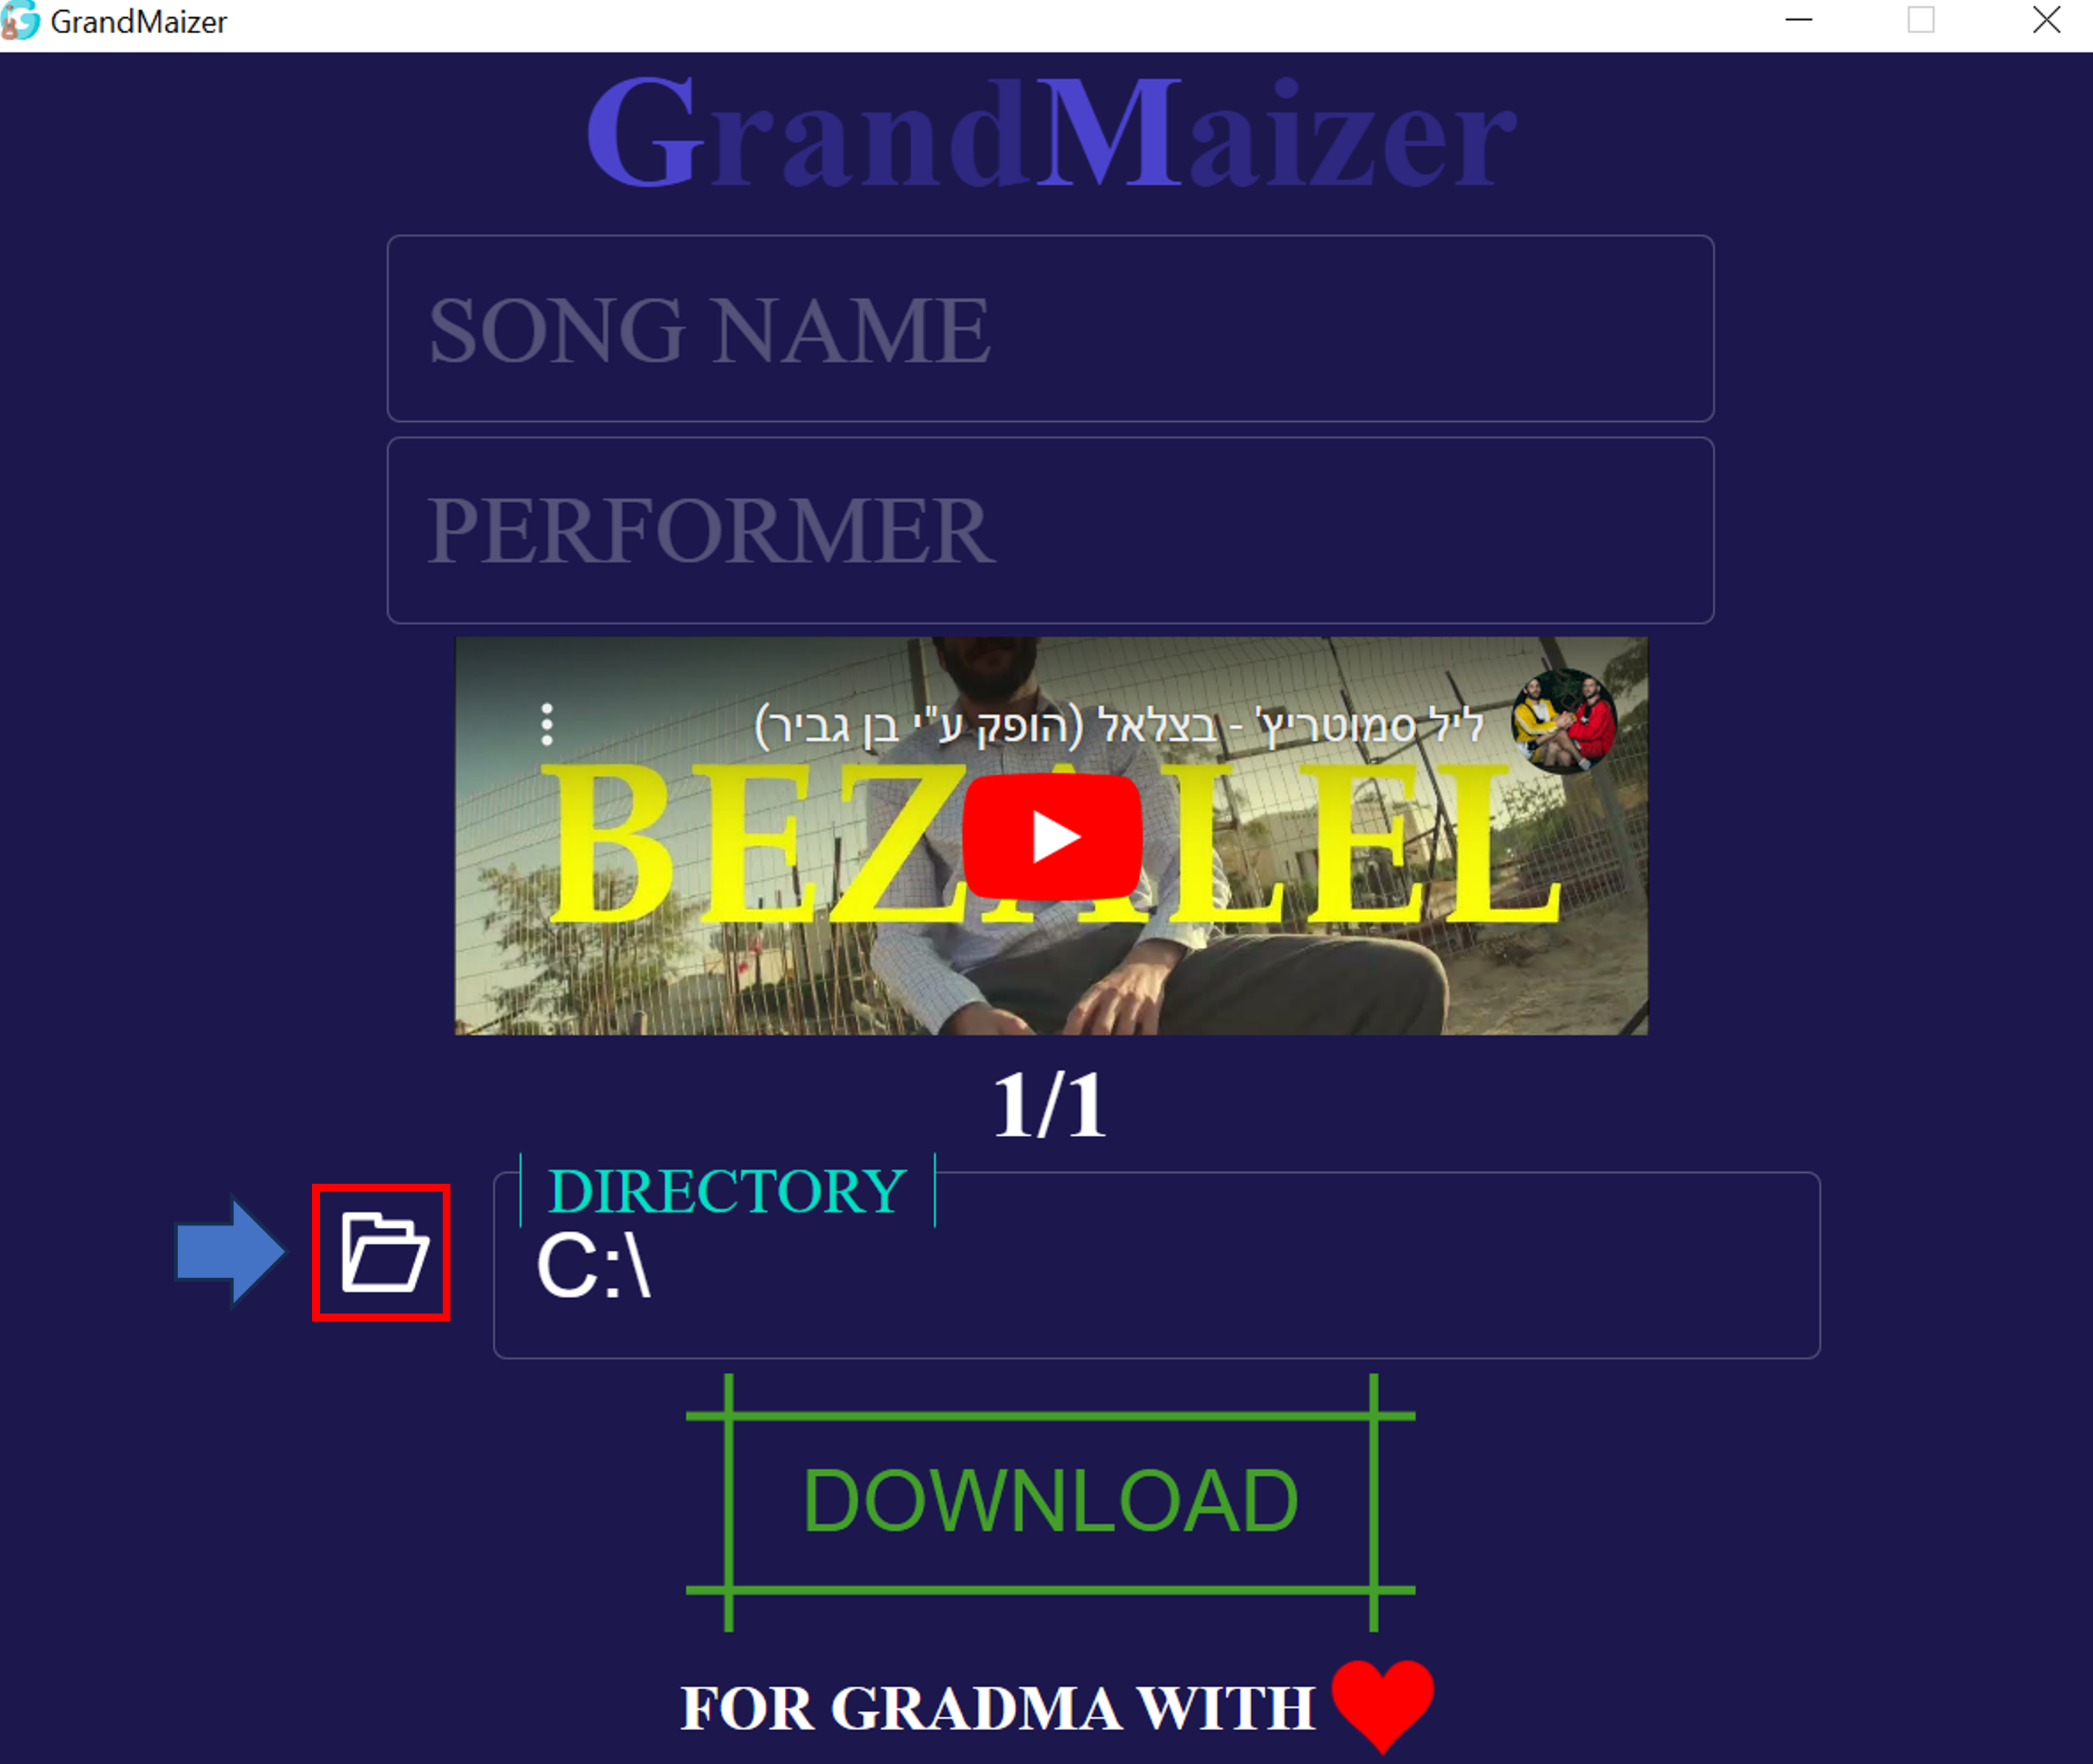 GrandMaizer
GrandMaizer
SONG NAME
PERFORMER
ליל סמוטריץ' - בצלאל (הופק ע"י בן גביר)
BEZALEL
1/1
DIRECTORY
C:\
DOWNLOAD
FOR GRADMA WITH